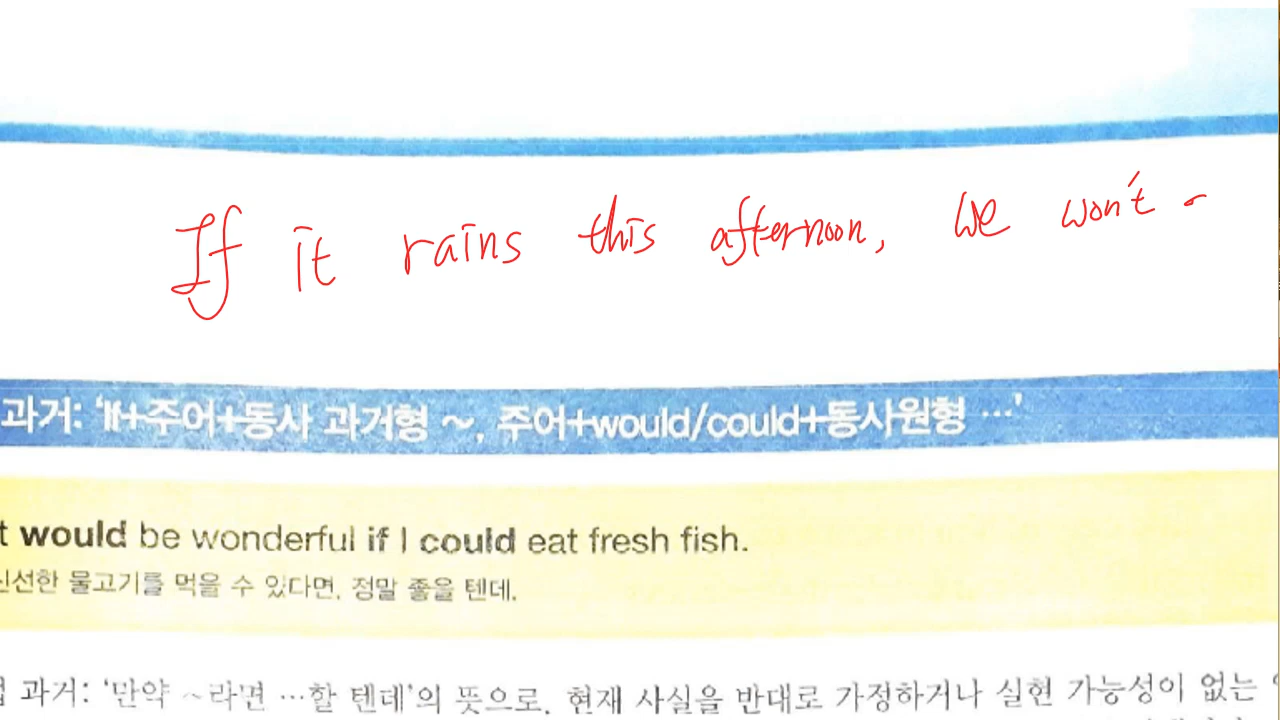 If it rains this afternoon, we won't
과거: 'If+주어+동사 과거형 ~, 주어+would/could+동사원형 …'
would be wonderful if I could eat fresh fish.
신선한 물고기를 먹을 수 있다면, 정말 좋을 텐데.
과거: '만약 ~라면 …할 텐데'의 뜻으로, 현재 사실을 반대로 가정하거나 실현 가능성이 없는